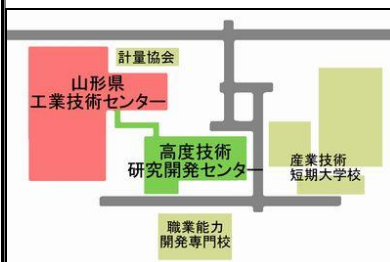 計量協会
山形県
工業技術センター
高度技術
研究開発センター
産業技術
短期大学校
職業能力
開発専門校